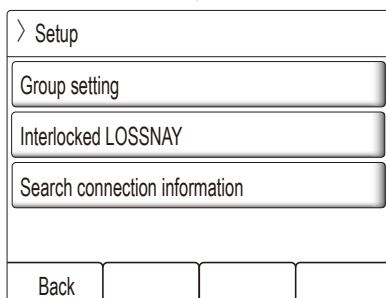 〉 Setup
Group setting
Interlocked LOSSNAY
Search connection information
Back